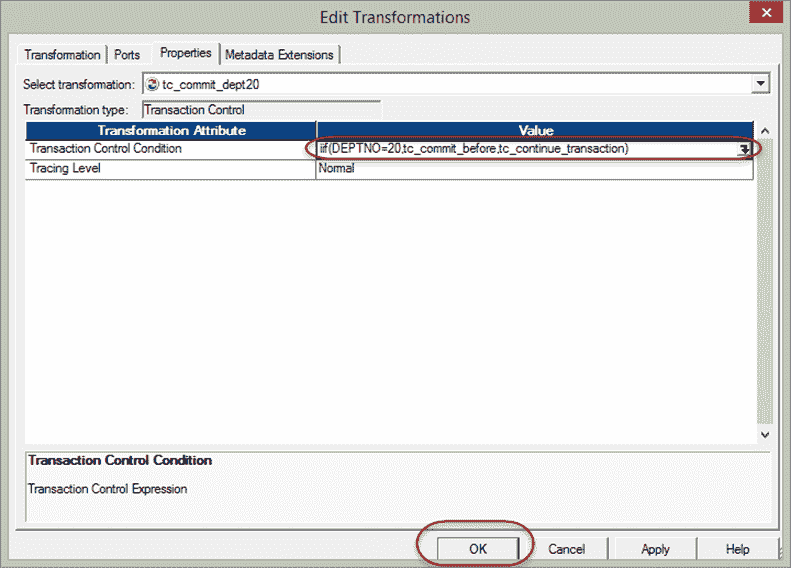 Edit Transformations
Transformation Ports Properties Metadata Extensions
Select transformation: tc_commit_dept20
Transformation type: Transaction Control
Transformation Attribute Value
Transaction Control Condition iif(DEPTNO=20,tc_commit_before,tc_continue_transaction)
Tracing Level Normal
Transaction Control Condition
Transaction Control Expression
OK Cancel Apply Help